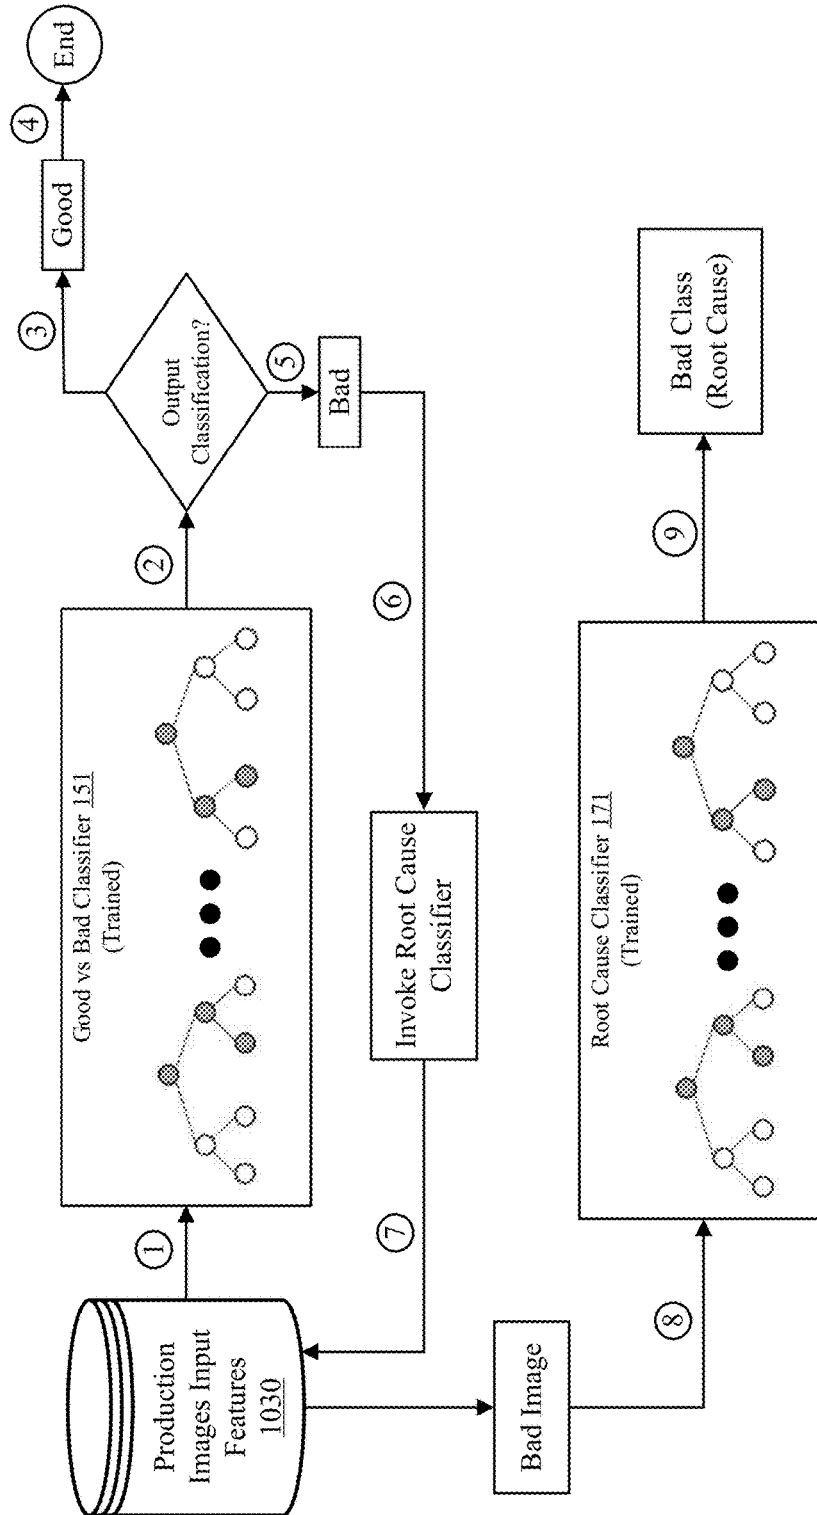 Production
Images Input
Features
1030
1
Good vs Bad Classifier 151
(Trained)
2
Output
Classification?
3
Good
4
End
5
Bad
6
Invoke Root Cause
Classifier
7
Bad Image
8
Root Cause Classifier 171
(Trained)
9
Bad Class
(Root Cause)